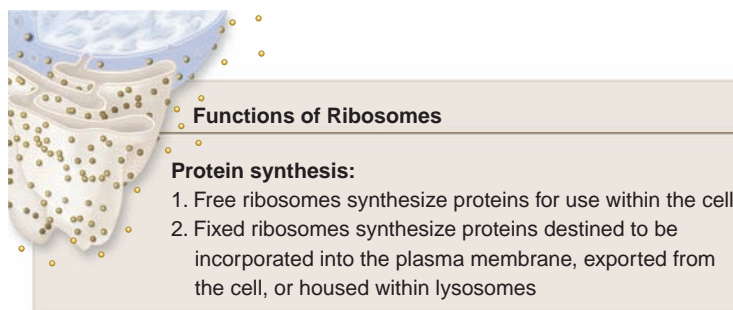 Functions of Ribosomes
Protein synthesis:
1. Free ribosomes synthesize proteins for use within the cell
2. Fixed ribosomes synthesize proteins destined to be
incorporated into the plasma membrane, exported from
the cell, or housed within lysosomes